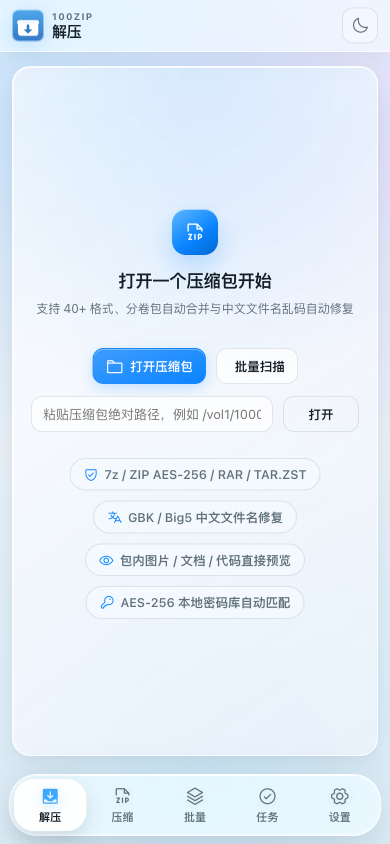 100ZIP
解压
ZIP
打开一个压缩包开始
支持 40+ 格式、分卷包自动合并与中文文件名乱码自动修复
打开压缩包
批量扫描
粘贴压缩包绝对路径，例如 /vol1/1000
打开
7z / ZIP AES-256 / RAR / TAR.ZST
GBK / Big5 中文文件名修复
包内图片 / 文档 / 代码直接预览
AES-256 本地密码库自动匹配
解压
ZIP
压缩
批量
任务
设置